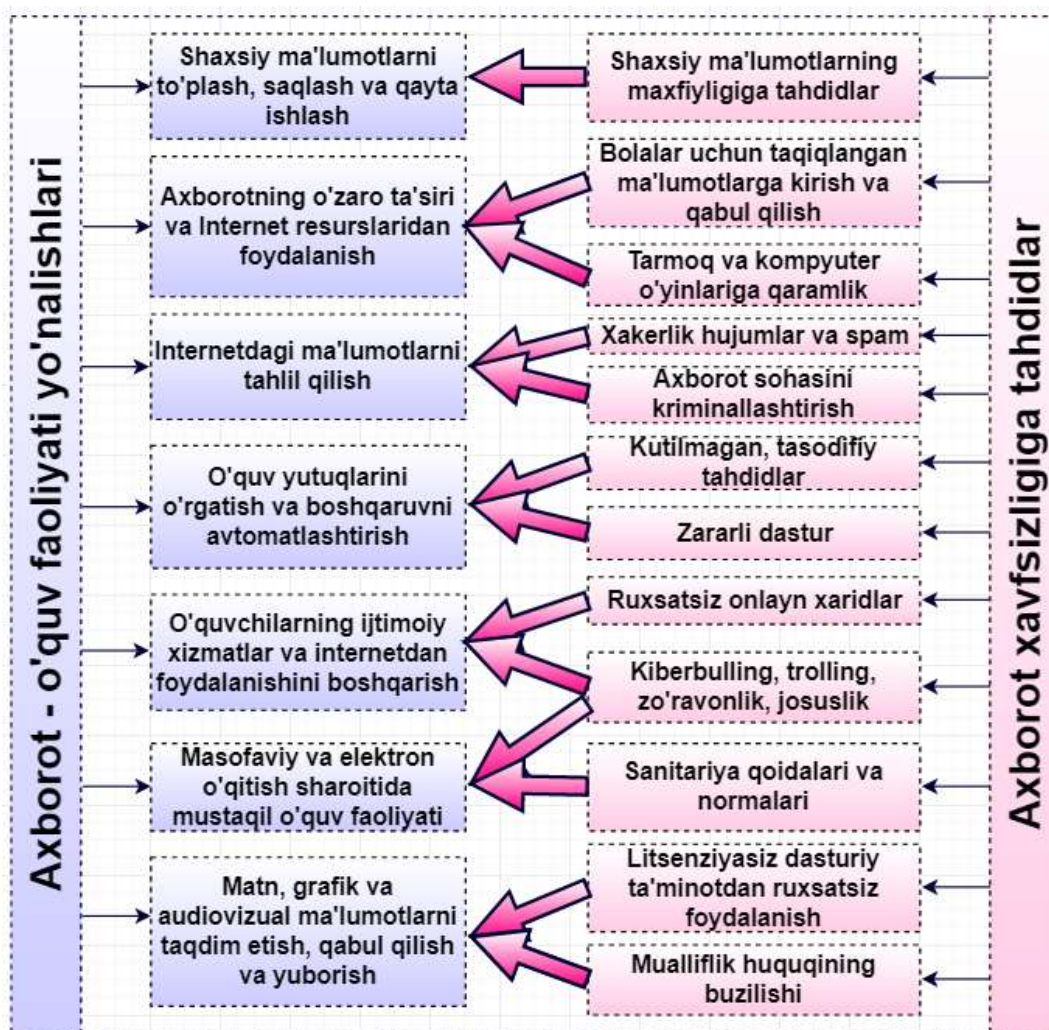 Axborot - o'quv faoliyati yo'nalishlari
Shaxsiy ma'lumotlarni
to'plash, saqlash va qayta
ishlash
Axborotning o'zaro ta'siri
va Internet resurslaridan
foydalanish
Internetdagi ma'lumotlarni
tahlil qilish
O'quv yutuqlarini
o'rgatish va boshqaruvni
avtomatlashtirish
O'quvchilarning ijtimoiy
xizmatlar va internetdan
foydalanishini boshqarish
Masofaviy va elektron
o'qitish sharoitida
mustaqil o'quv faoliyati
Matn, grafik va
audiovizual ma'lumotlarni
taqdim etish, qabul qilish
va yuborish
Shaxsiy ma'lumotlarning
maxfiyligiga tahdidlar
Bolalar uchun taqiqlangan
ma'lumotlarga kirish va
qabul qilish
Tarmoq va kompyuter
o'yinlariga qaramlik
Xakerlik hujumlar va spam
Axborot sohasini
kriminallashtirish
Kutilmagan, tasodifiy
tahdidlar
Zararli dastur
Ruxsatsiz onlayn xaridlar
Kiberbulling, trolling,
zo'ravonlik, josuslik
Sanitariya qoidalari va
normalari
Litsenziyasiz dasturiy
ta'minotdan ruxsatsiz
foydalanish
Mualliflik huquqining
buzilishi
Axborot xavfsizligiga tahdidlar